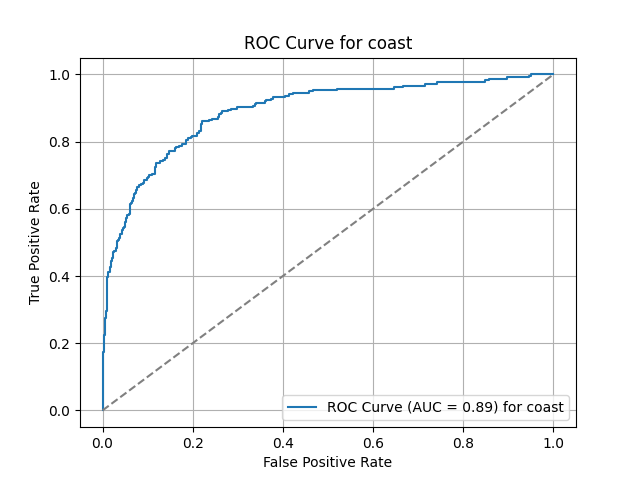 ROC Curve for coast
True Positive Rate
1.0
0.8
0.6
0.4
0.2
0.0
ROC Curve (AUC = 0.89) for coast
0.0 0.2 0.4 0.6 0.8 1.0
False Positive Rate